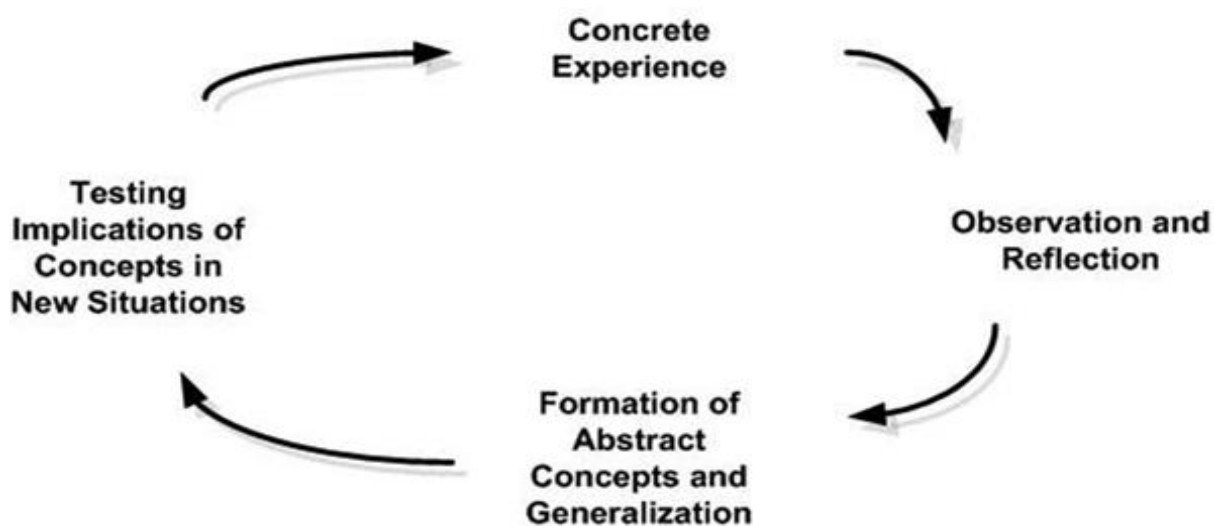 Concrete
Experience
Observation and
Reflection
Formation of
Abstract
Concepts and
Generalization
Testing
Implications of
Concepts in
New Situations